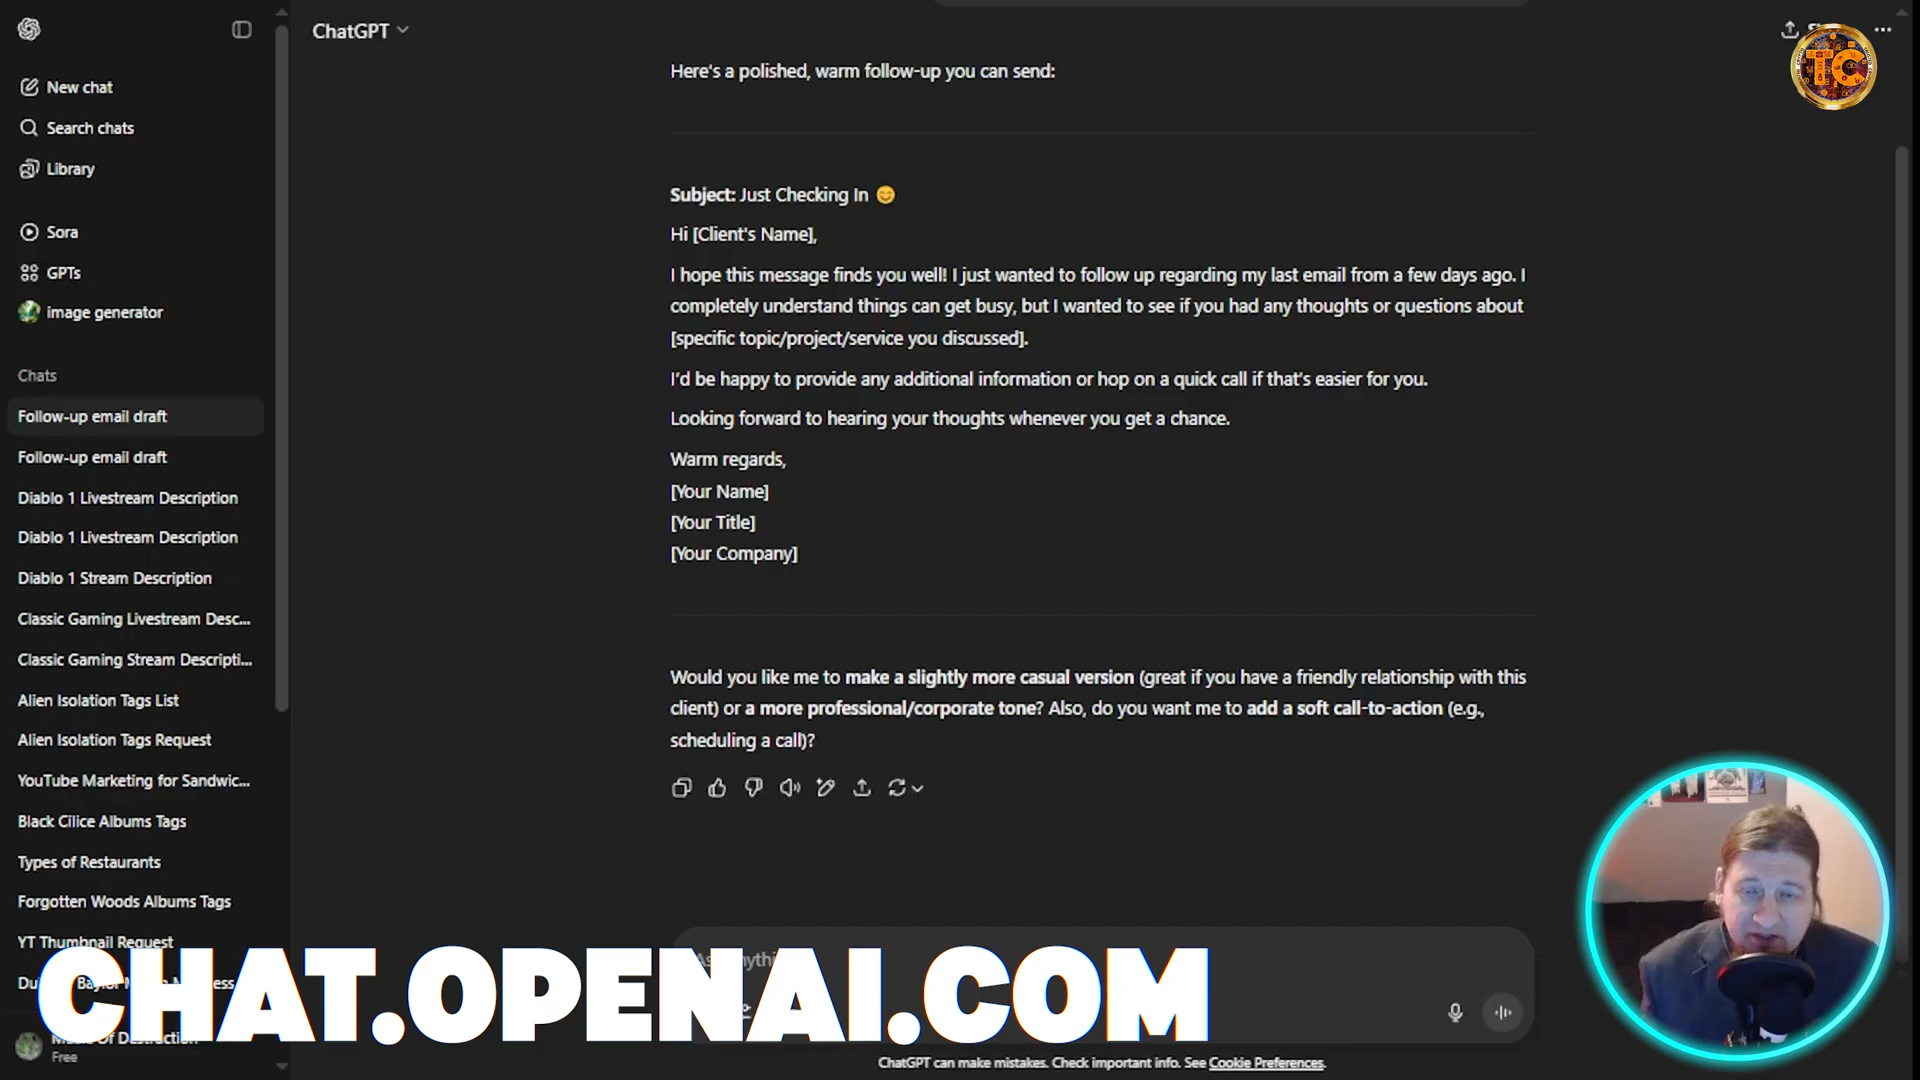 ChatGPT
New chat
Search chats
Library
Sora
GPTs
image generator
Chats
Follow-up email draft
Follow-up email draft
Diablo 1 Livestream Description
Diablo 1 Livestream Description
Diablo 1 Stream Description
Classic Gaming Livestream Desc...
Classic Gaming Stream Descripti...
Alien Isolation Tags List
Alien Isolation Tags Request
YouTube Marketing for Sandwic...
Black Cilice Albums Tags
Types of Restaurants
Forgotten Woods Albums Tags
YT Thumbnail Request
Free
TC
Here's a polished, warm follow-up you can send:
Subject: Just Checking In 😊
Hi [Client's Name],
I hope this message finds you well! I just wanted to follow up regarding my last email from a few days ago. I
completely understand things can get busy, but I wanted to see if you had any thoughts or questions about
[specific topic/project/service you discussed].
I'd be happy to provide any additional information or hop on a quick call if that's easier for you.
Looking forward to hearing your thoughts whenever you get a chance.
Warm regards,
[Your Name]
[Your Title]
[Your Company]
Would you like me to make a slightly more casual version (great if you have a friendly relationship with this
client) or a more professional/corporate tone? Also, do you want me to add a soft call-to-action (e.g.,
scheduling a call)?
CHAT.OPENAI.COM
ChatGPT can make mistakes. Check important info. See Cookie Preferences.